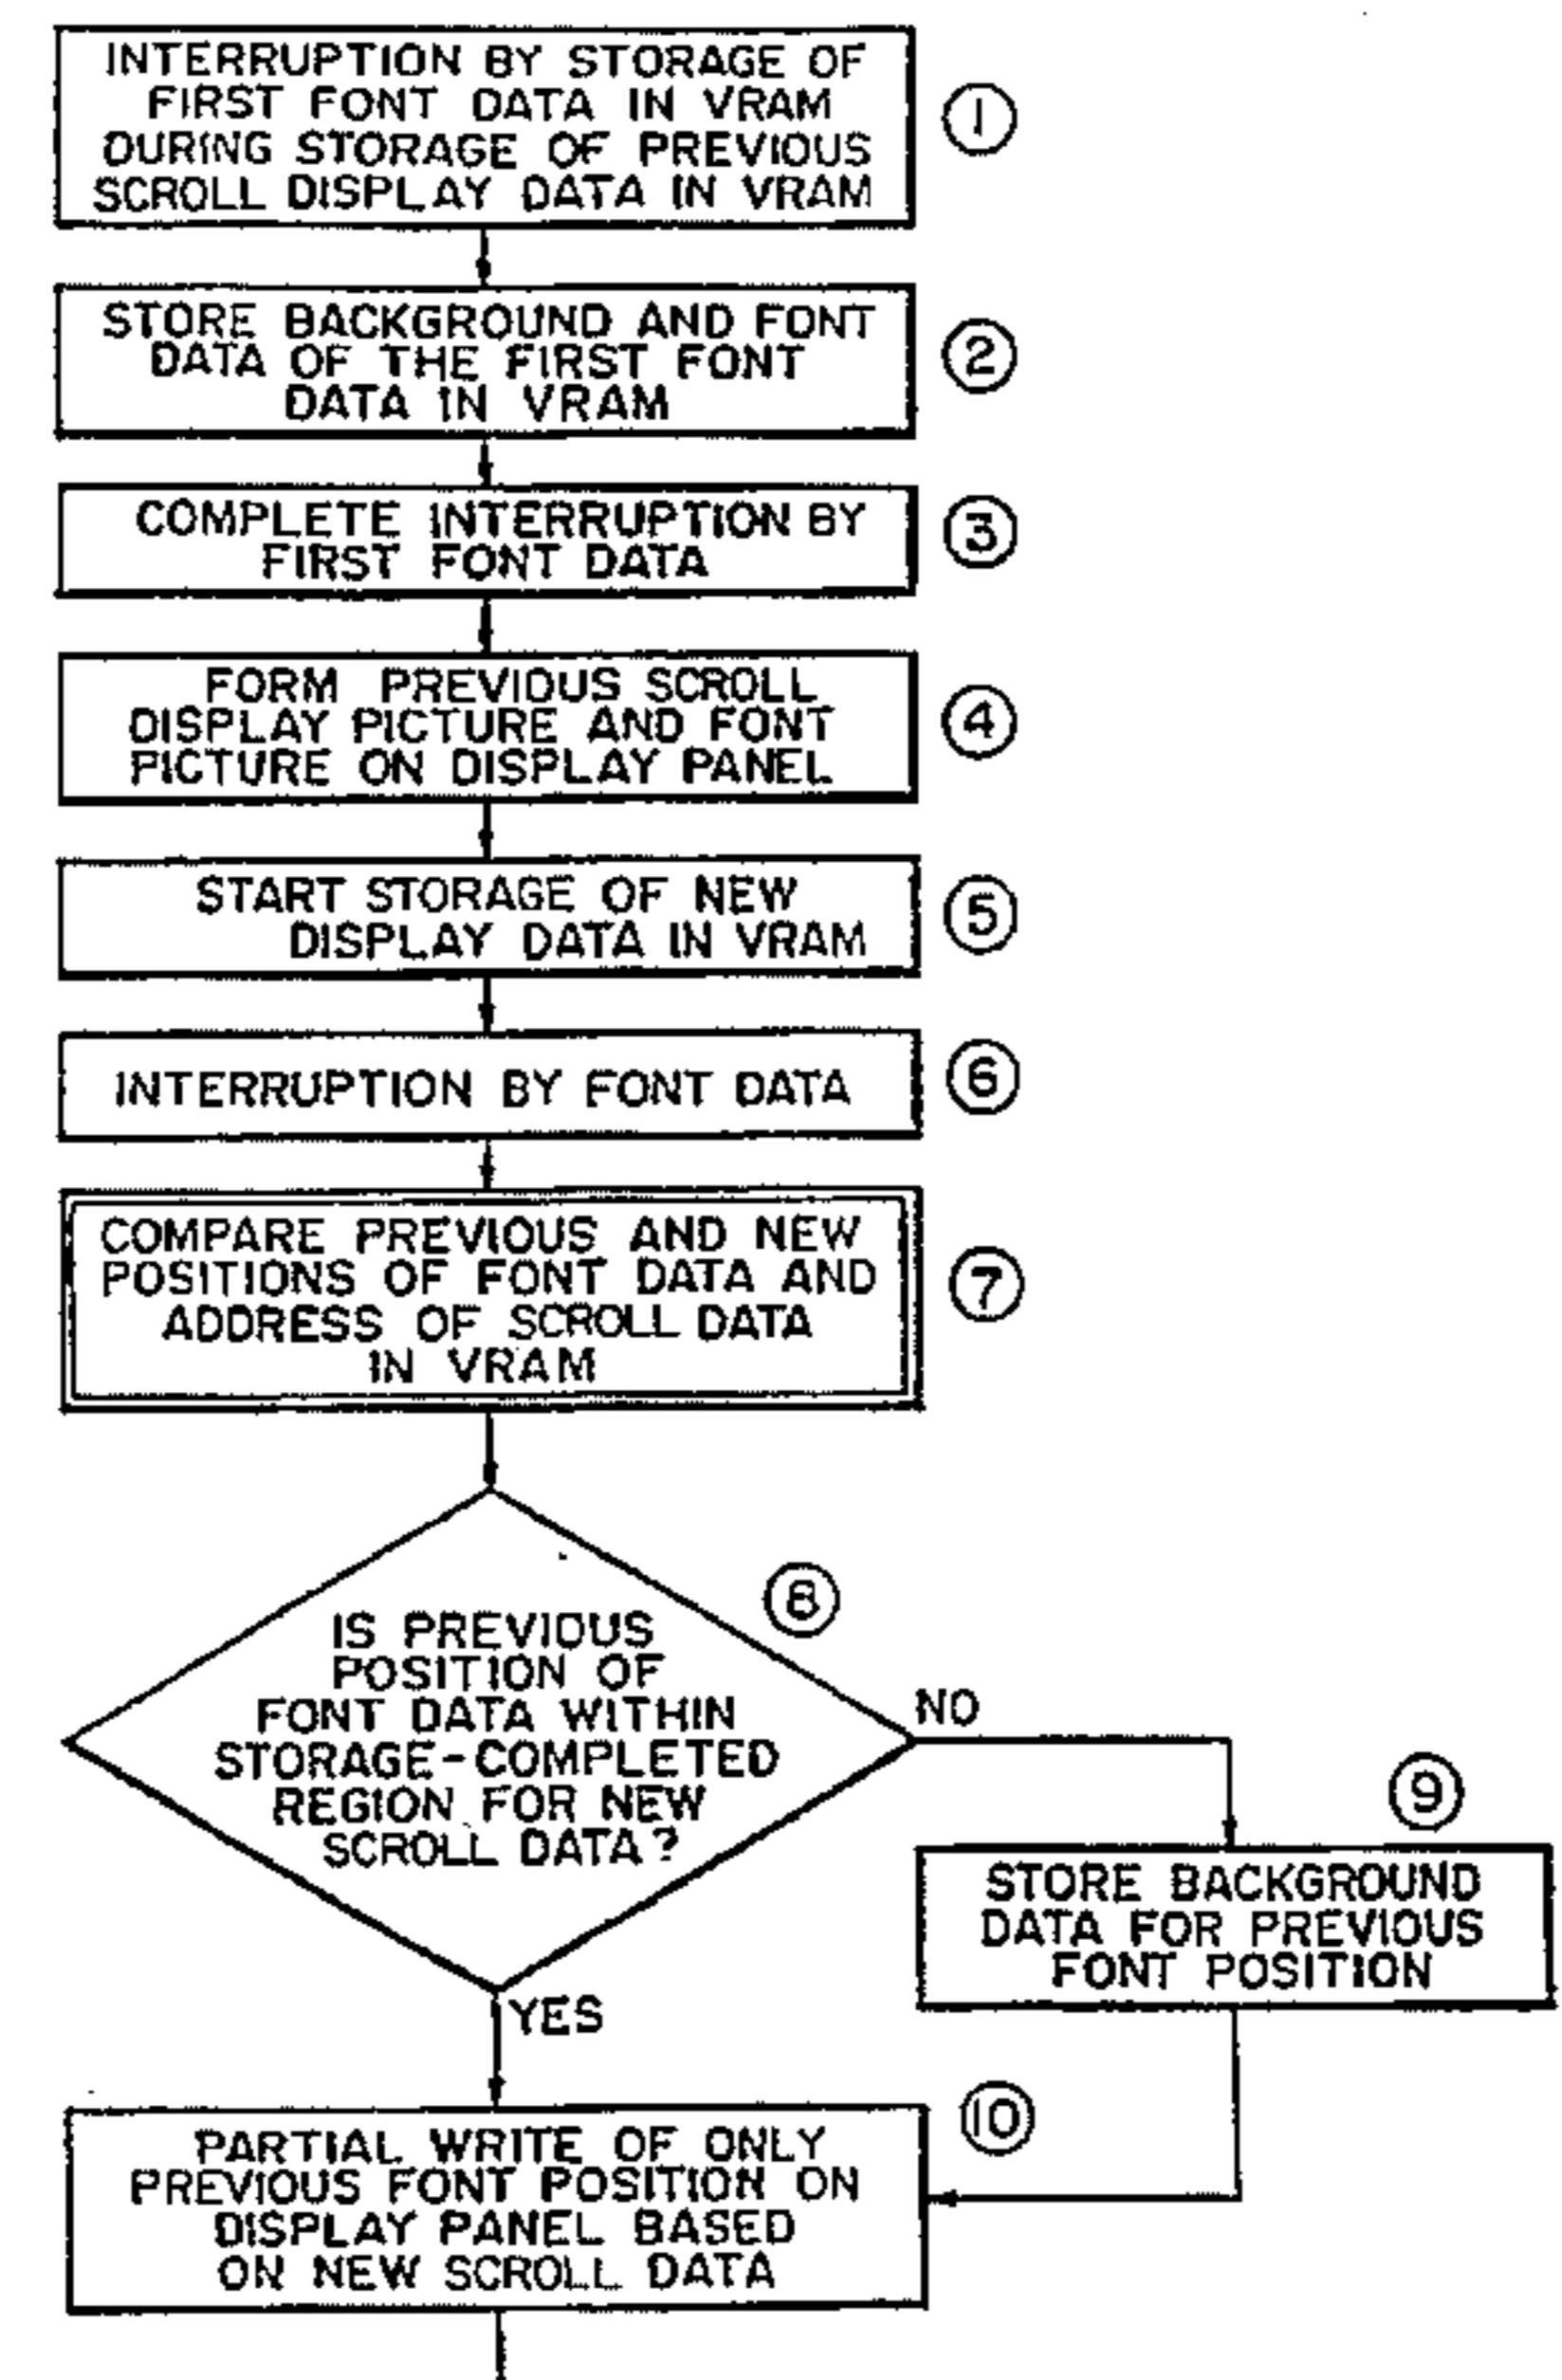 INTERRUPTION BY STORAGE OF
FIRST FONT DATA IN VRAM
DURING STORAGE OF PREVIOUS
SCROLL DISPLAY DATA IN VRAM
①
STORE BACKGROUND AND FONT
DATA OF THE FIRST FONT
DATA IN VRAM
②
COMPLETE INTERRUPTION BY
FIRST FONT DATA
③
FORM PREVIOUS SCROLL
DISPLAY PICTURE AND FONT
PICTURE ON DISPLAY PANEL
④
START STORAGE OF NEW
DISPLAY DATA IN VRAM
⑤
INTERRUPTION BY FONT DATA
⑥
COMPARE PREVIOUS AND NEW
POSITIONS OF FONT DATA AND
ADDRESS OF SCROLL DATA
IN VRAM
⑦
⑧
IS PREVIOUS
POSITION OF
FONT DATA WITHIN
STORAGE-COMPLETED
REGION FOR NEW
SCROLL DATA?
NO
⑨
STORE BACKGROUND
DATA FOR PREVIOUS
FONT POSITION
YES
⑩
PARTIAL WRITE OF ONLY
PREVIOUS FONT POSITION ON
DISPLAY PANEL BASED
ON NEW SCROLL DATA